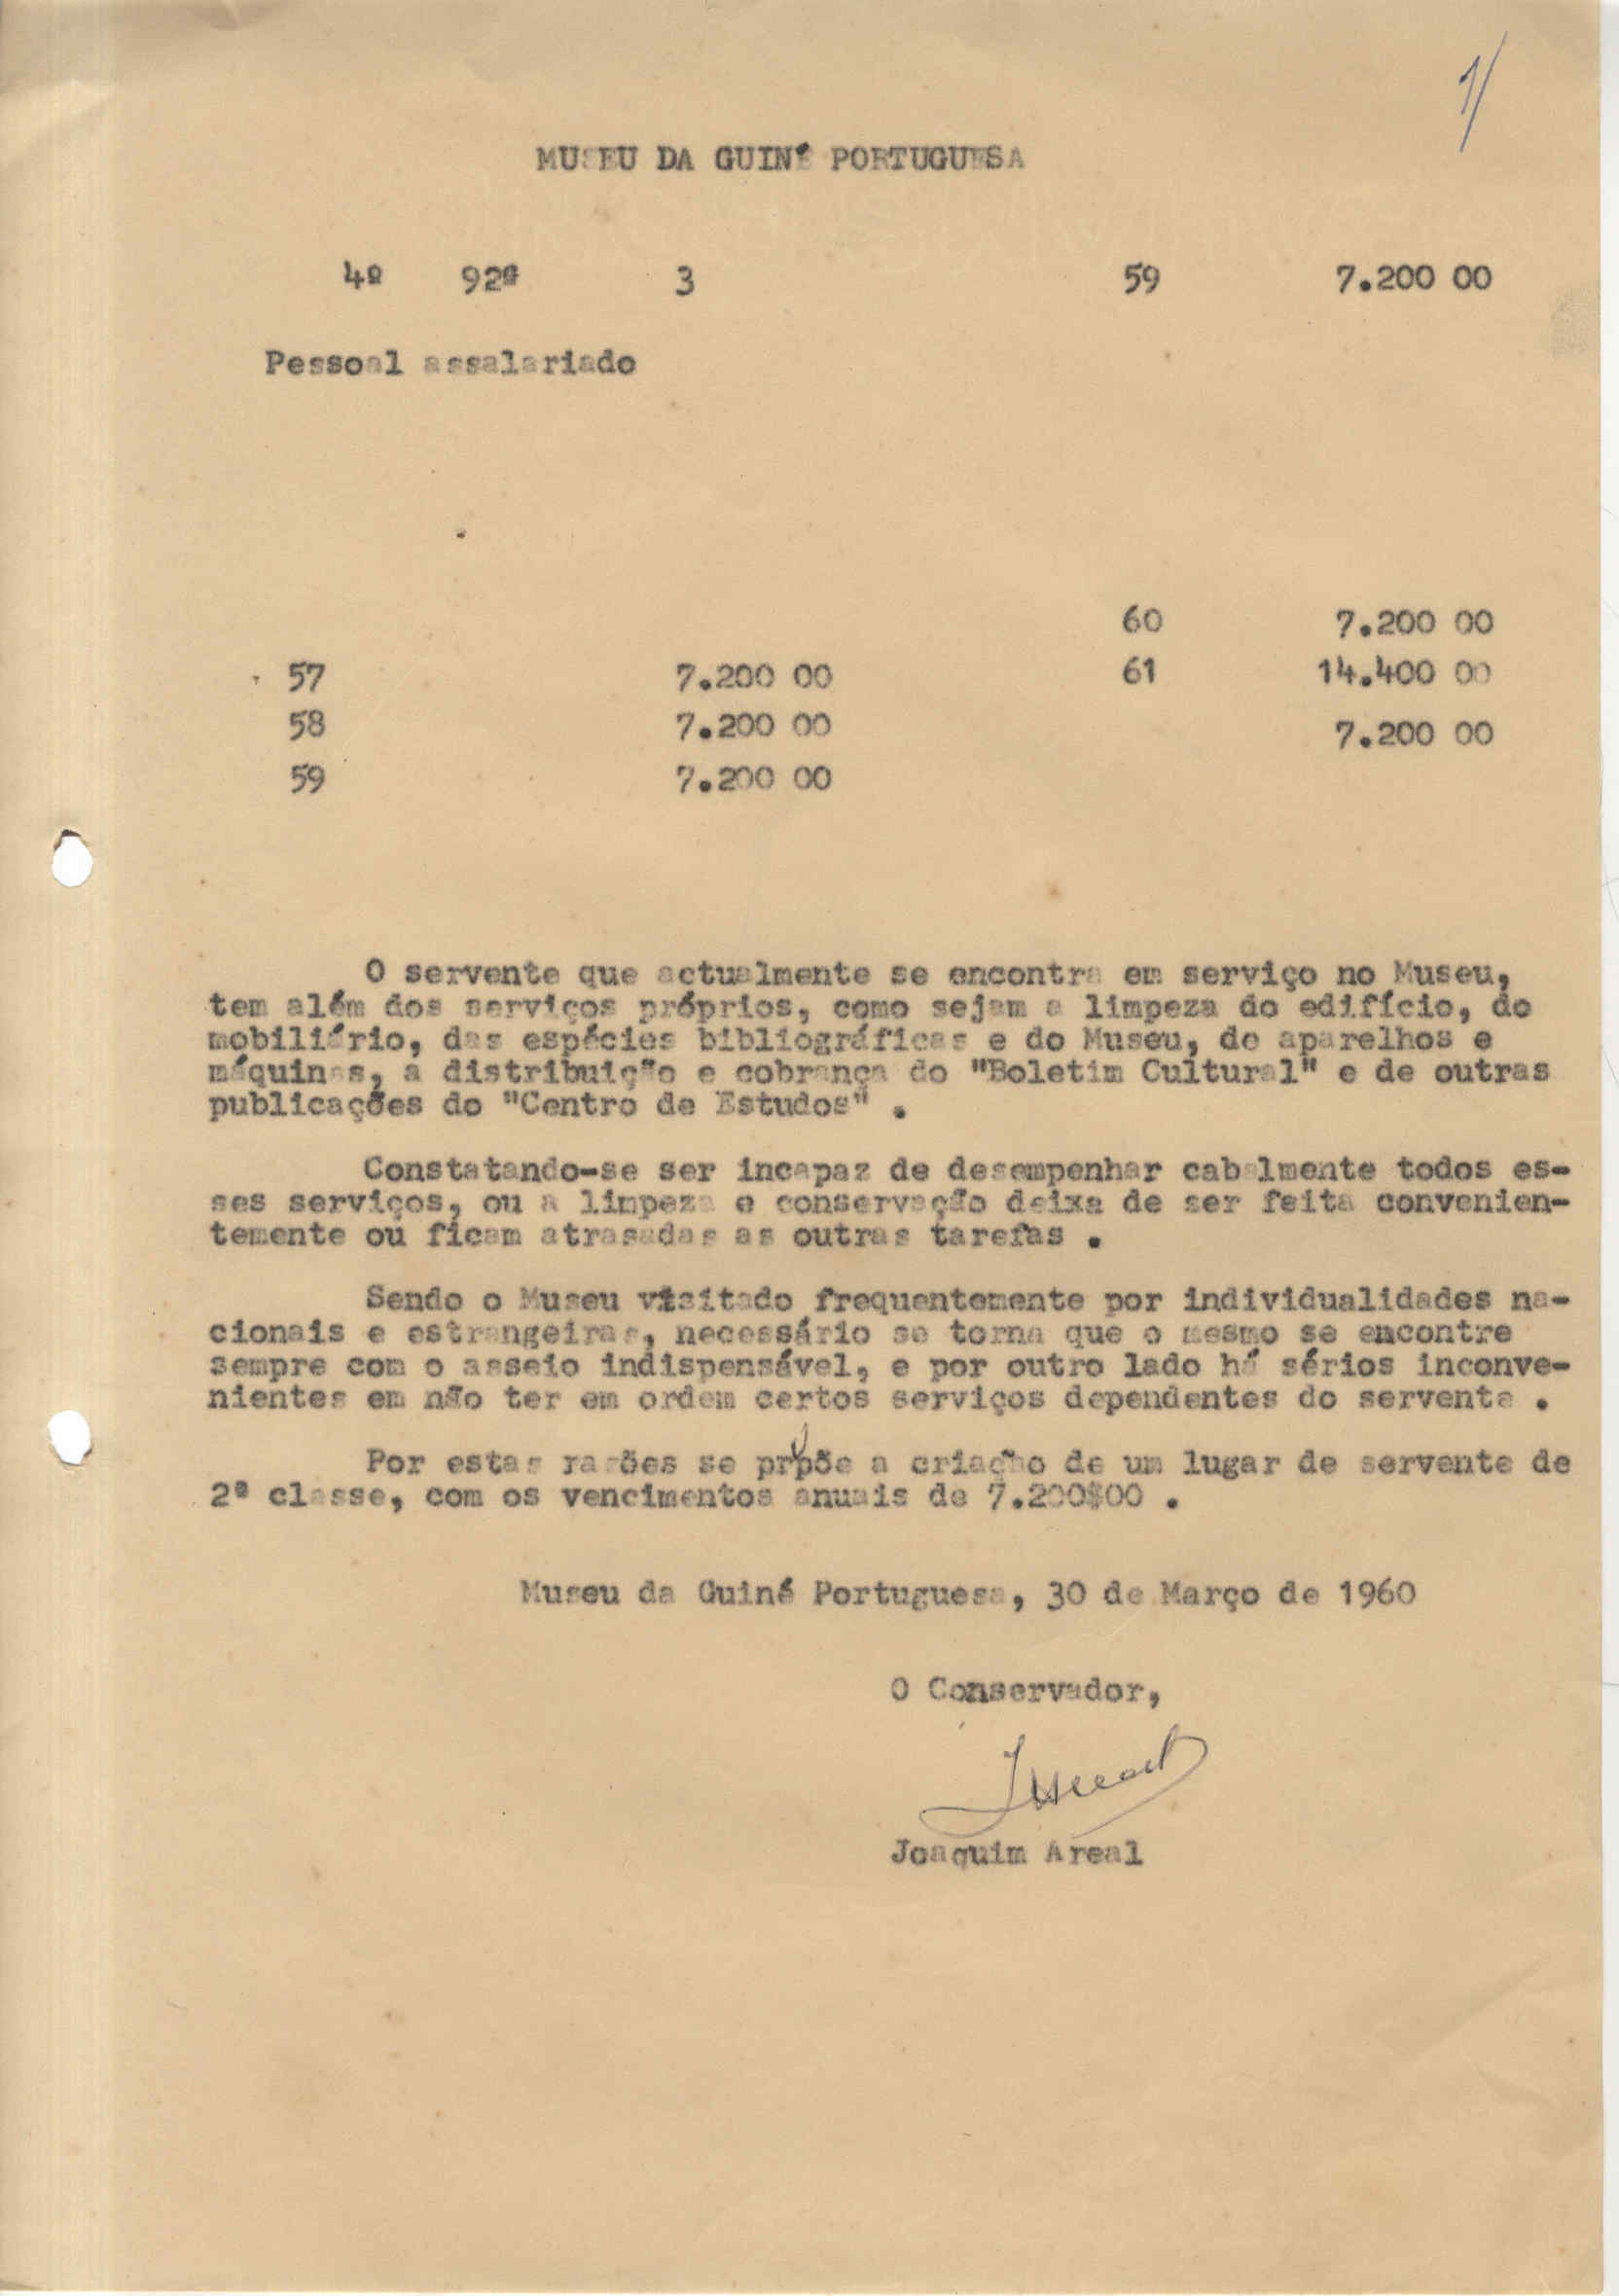 1/
MUSEU DA GUINÉ PORTUGUESA
4º 92º 3 59 7.200 00
Pessoal assalariado
60 7.200 00
57 7.200 00 61 14.400 00
58 7.200 00 7.200 00
59 7.200 00
O servente que actualmente se encontra em serviço no Museu,
tem além dos serviços próprios, como sejam a limpeza do edifício, do
mobiliário, das espécies bibliográficas e do Museu, de aparelhos e
máquinas, a distribuição e cobrança do "Boletim Cultural" e de outras
publicações do "Centro de Estudos" .
Constatando-se ser incapaz de desempenhar cabalmente todos es-
ses serviços, ou a limpeza e conservação deixa de ser feita convenien-
temente ou ficam atrasadas as outras tarefas .
Sendo o Museu visitado frequentemente por individualidades na-
cionais e estrangeiras, necessário se torna que o mesmo se encontre
sempre com o asseio indispensável, e por outro lado há sérios inconve-
nientes em não ter em ordem certos serviços dependentes do servente .
Por estas razões se propõe a criação de um lugar de servente de
2ª classe, com os vencimentos anuais de 7.200$00 .
Museu da Guiné Portuguesa, 30 de Março de 1960
O Conservador,
JAreal
Joaquim Areal